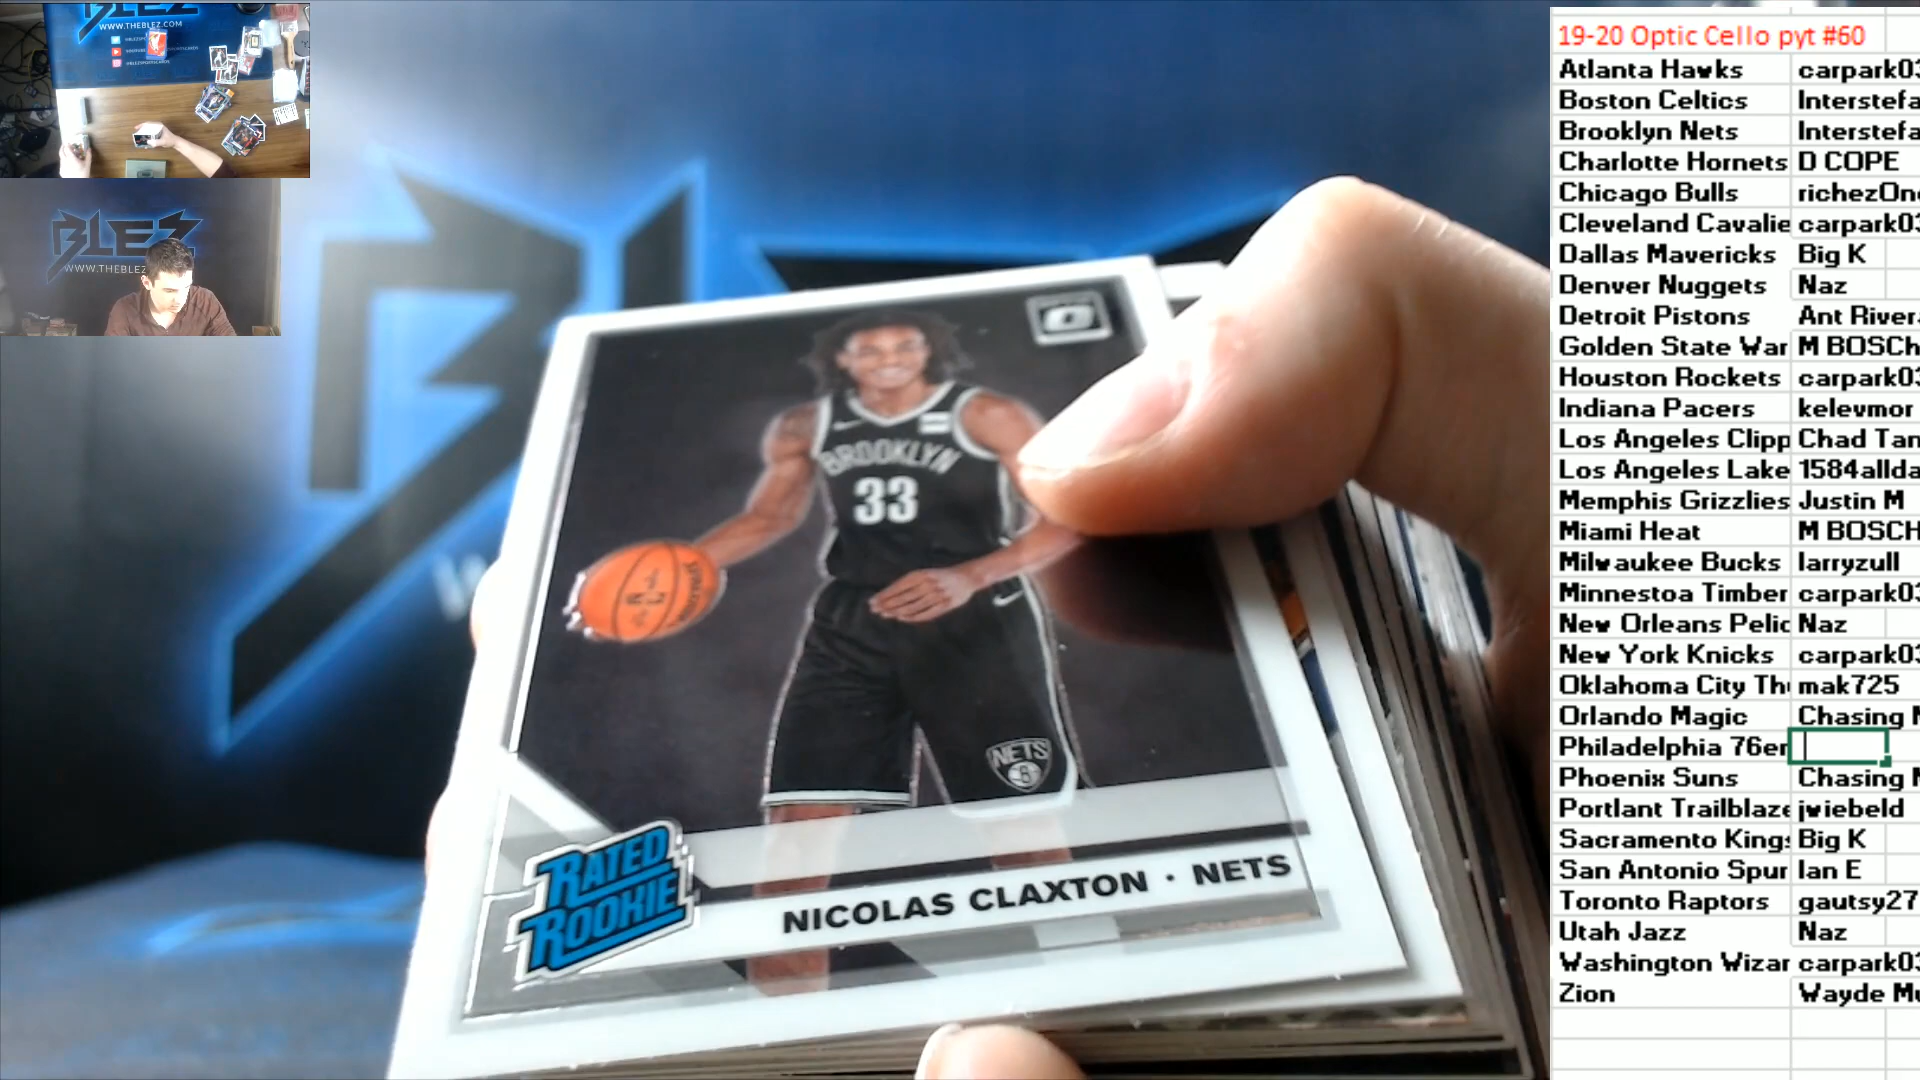 WWW.THEBLEZ.COM
BLEZ
WWW.THEBLEZ
BROOKLYN
33
NETS
RATED
ROOKIE
NICOLAS CLAXTON · NETS
19-20 Optic Cello pyt #60
Atlanta Hawks carpark03
Boston Celtics Interstefa
Brooklyn Nets Interstefa
Charlotte Hornets D COPE
Chicago Bulls richezOne
Cleveland Cavalie carpark03
Dallas Mavericks Big K
Denver Nuggets Naz
Detroit Pistons Ant Rivera
Golden State War M BOSCh
Houston Rockets carpark03
Indiana Pacers kelevmor
Los Angeles Clipp Chad Tan
Los Angeles Lake 1584allda
Memphis Grizzlies Justin M
Miami Heat M BOSCH
Milwaukee Bucks larryzull
Minnestoa Timber carpark03
New Orleans Pelic Naz
New York Knicks carpark03
Oklahoma City Th mak725
Orlando Magic Chasing M
Philadelphia 76er
Phoenix Suns Chasing M
Portlant Trailblaze jwiebeld
Sacramento Kings Big K
San Antonio Spur Ian E
Toronto Raptors gautsy27
Utah Jazz Naz
Washington Wizar carpark03
Zion Wayde Mu